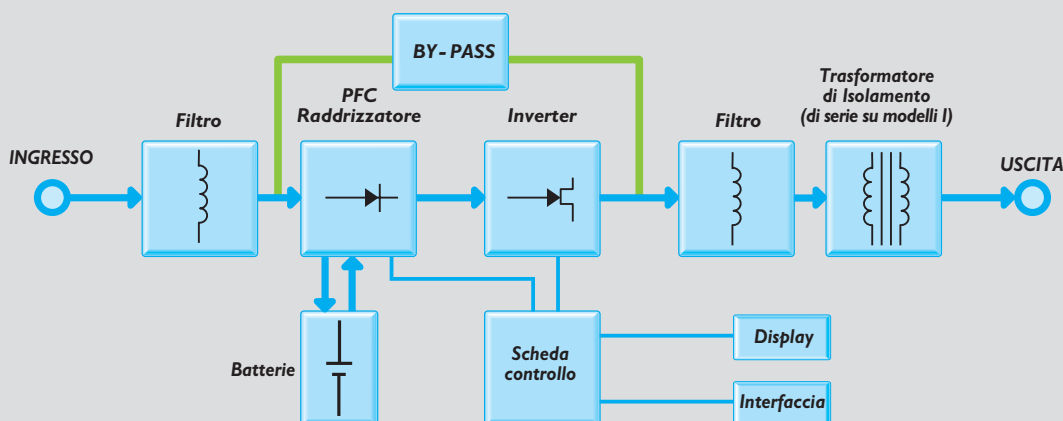 BY - PASS
PFC
Raddrizzatore
Inverter
Trasformatore
di Isolamento
(di serie su modelli I)
Filtro
Filtro
INGRESSO
USCITA
Batterie
Scheda
controllo
Display
Interfaccia